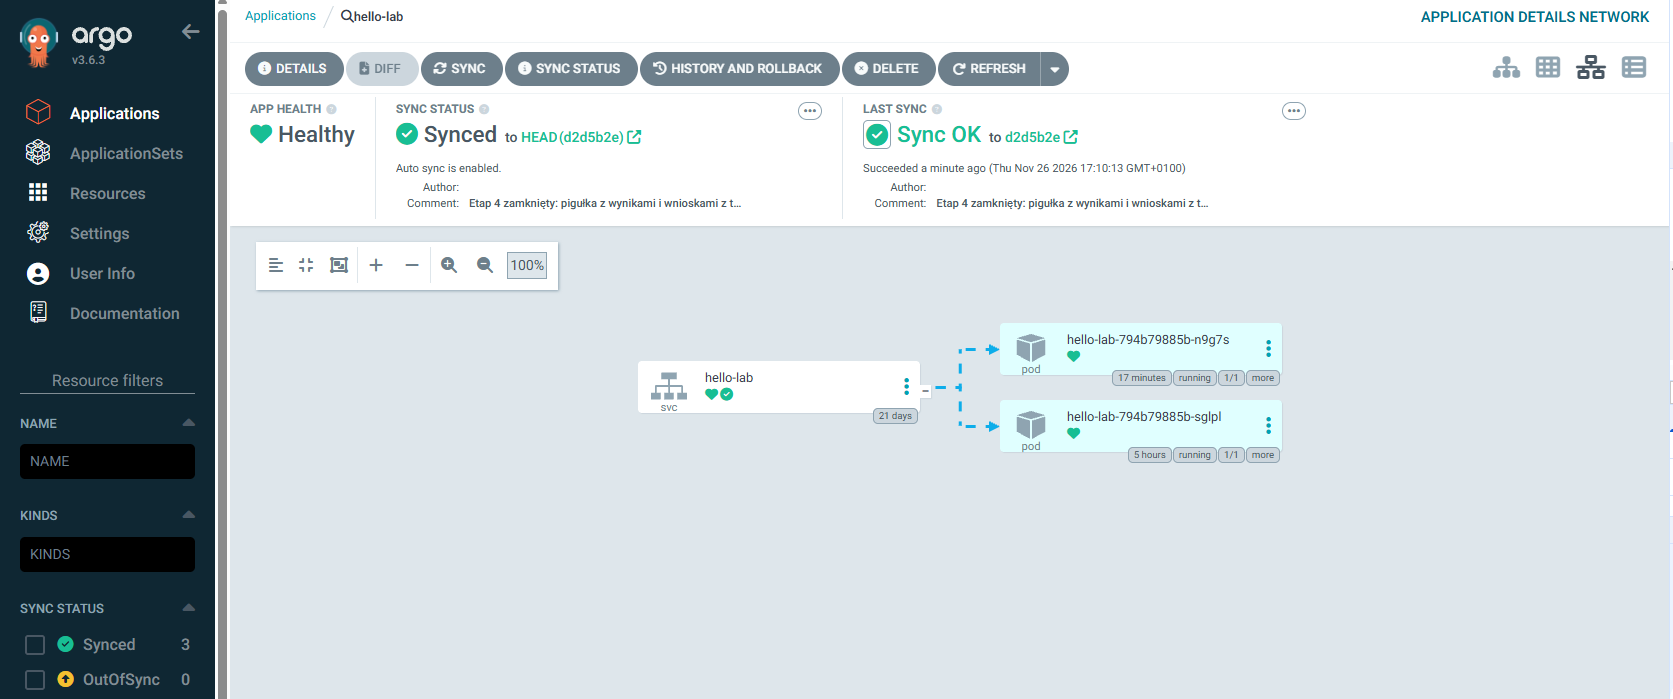 argo
v3.6.3
Applications
ApplicationSets
Resources
Settings
User Info
Documentation
Resource filters
NAME
NAME
KINDS
KINDS
SYNC STATUS
Synced 3
OutOfSync 0
Applications / hello-lab
APPLICATION DETAILS NETWORK
DETAILS DIFF SYNC SYNC STATUS HISTORY AND ROLLBACK DELETE REFRESH
APP HEALTH
Healthy
SYNC STATUS
Synced to HEAD (d2d5b2e)
Auto sync is enabled.
Author:
Comment: Etap 4 zamknięty: pigułka z wynikami i wnioskami z t...
LAST SYNC
Sync OK to d2d5b2e
Succeeded a minute ago (Thu Nov 26 2026 17:10:13 GMT+0100)
Author:
Comment: Etap 4 zamknięty: pigułka z wynikami i wnioskami z t...
100%
hello-lab
svc
21 days
hello-lab-794b79885b-n9g7s
pod
17 minutes running 1/1 more
hello-lab-794b79885b-sglpl
pod
5 hours running 1/1 more